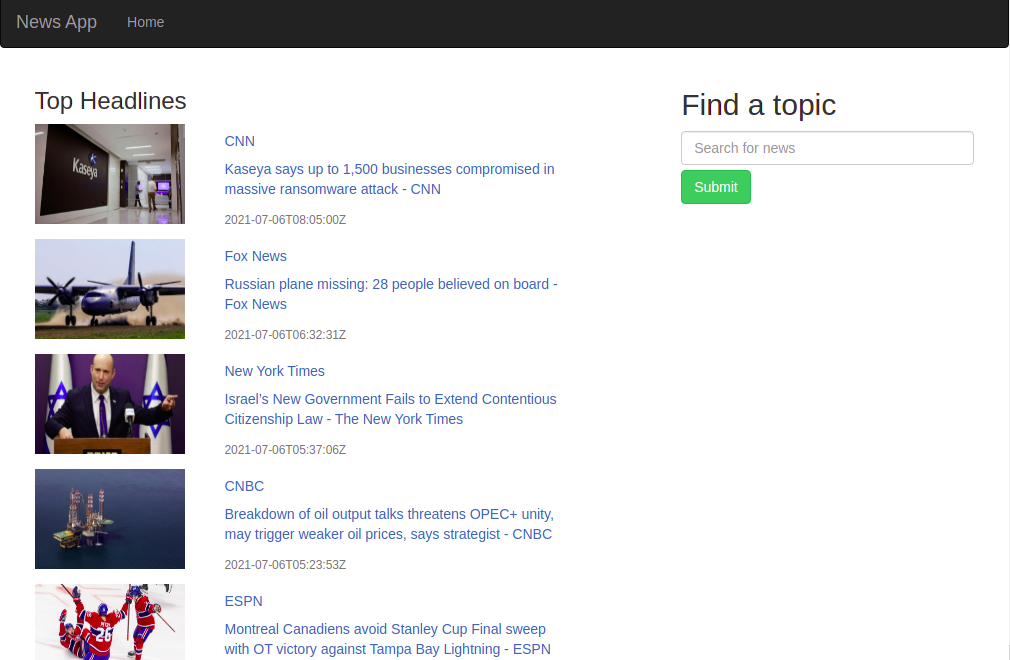 News App Home
Top Headlines
Kaseya
CNN
Kaseya says up to 1,500 businesses compromised in
massive ransomware attack - CNN
2021-07-06T08:05:00Z
Fox News
Russian plane missing: 28 people believed on board -
Fox News
2021-07-06T06:32:31Z
New York Times
Israel’s New Government Fails to Extend Contentious
Citizenship Law - The New York Times
2021-07-06T05:37:06Z
CNBC
Breakdown of oil output talks threatens OPEC+ unity,
may trigger weaker oil prices, says strategist - CNBC
2021-07-06T05:23:53Z
26
ESPN
Montreal Canadiens avoid Stanley Cup Final sweep
with OT victory against Tampa Bay Lightning - ESPN
Find a topic
Search for news
Submit